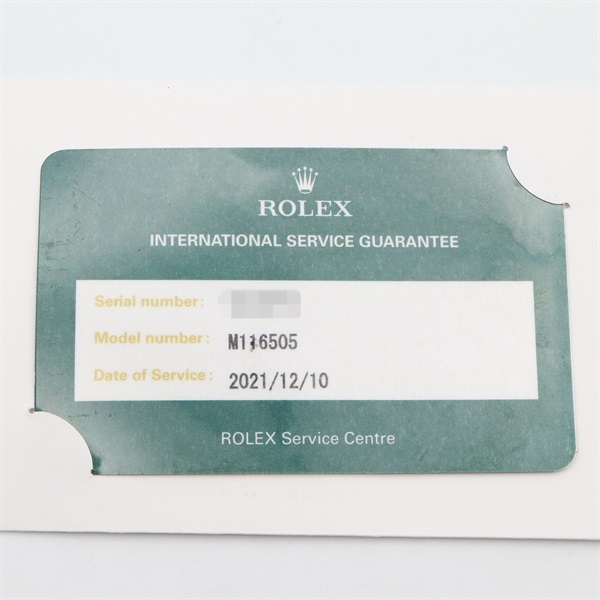 ROLEX
INTERNATIONAL SERVICE GUARANTEE
Serial number:
Model number: M116505
Date of Service: 2021/12/10
ROLEX Service Centre